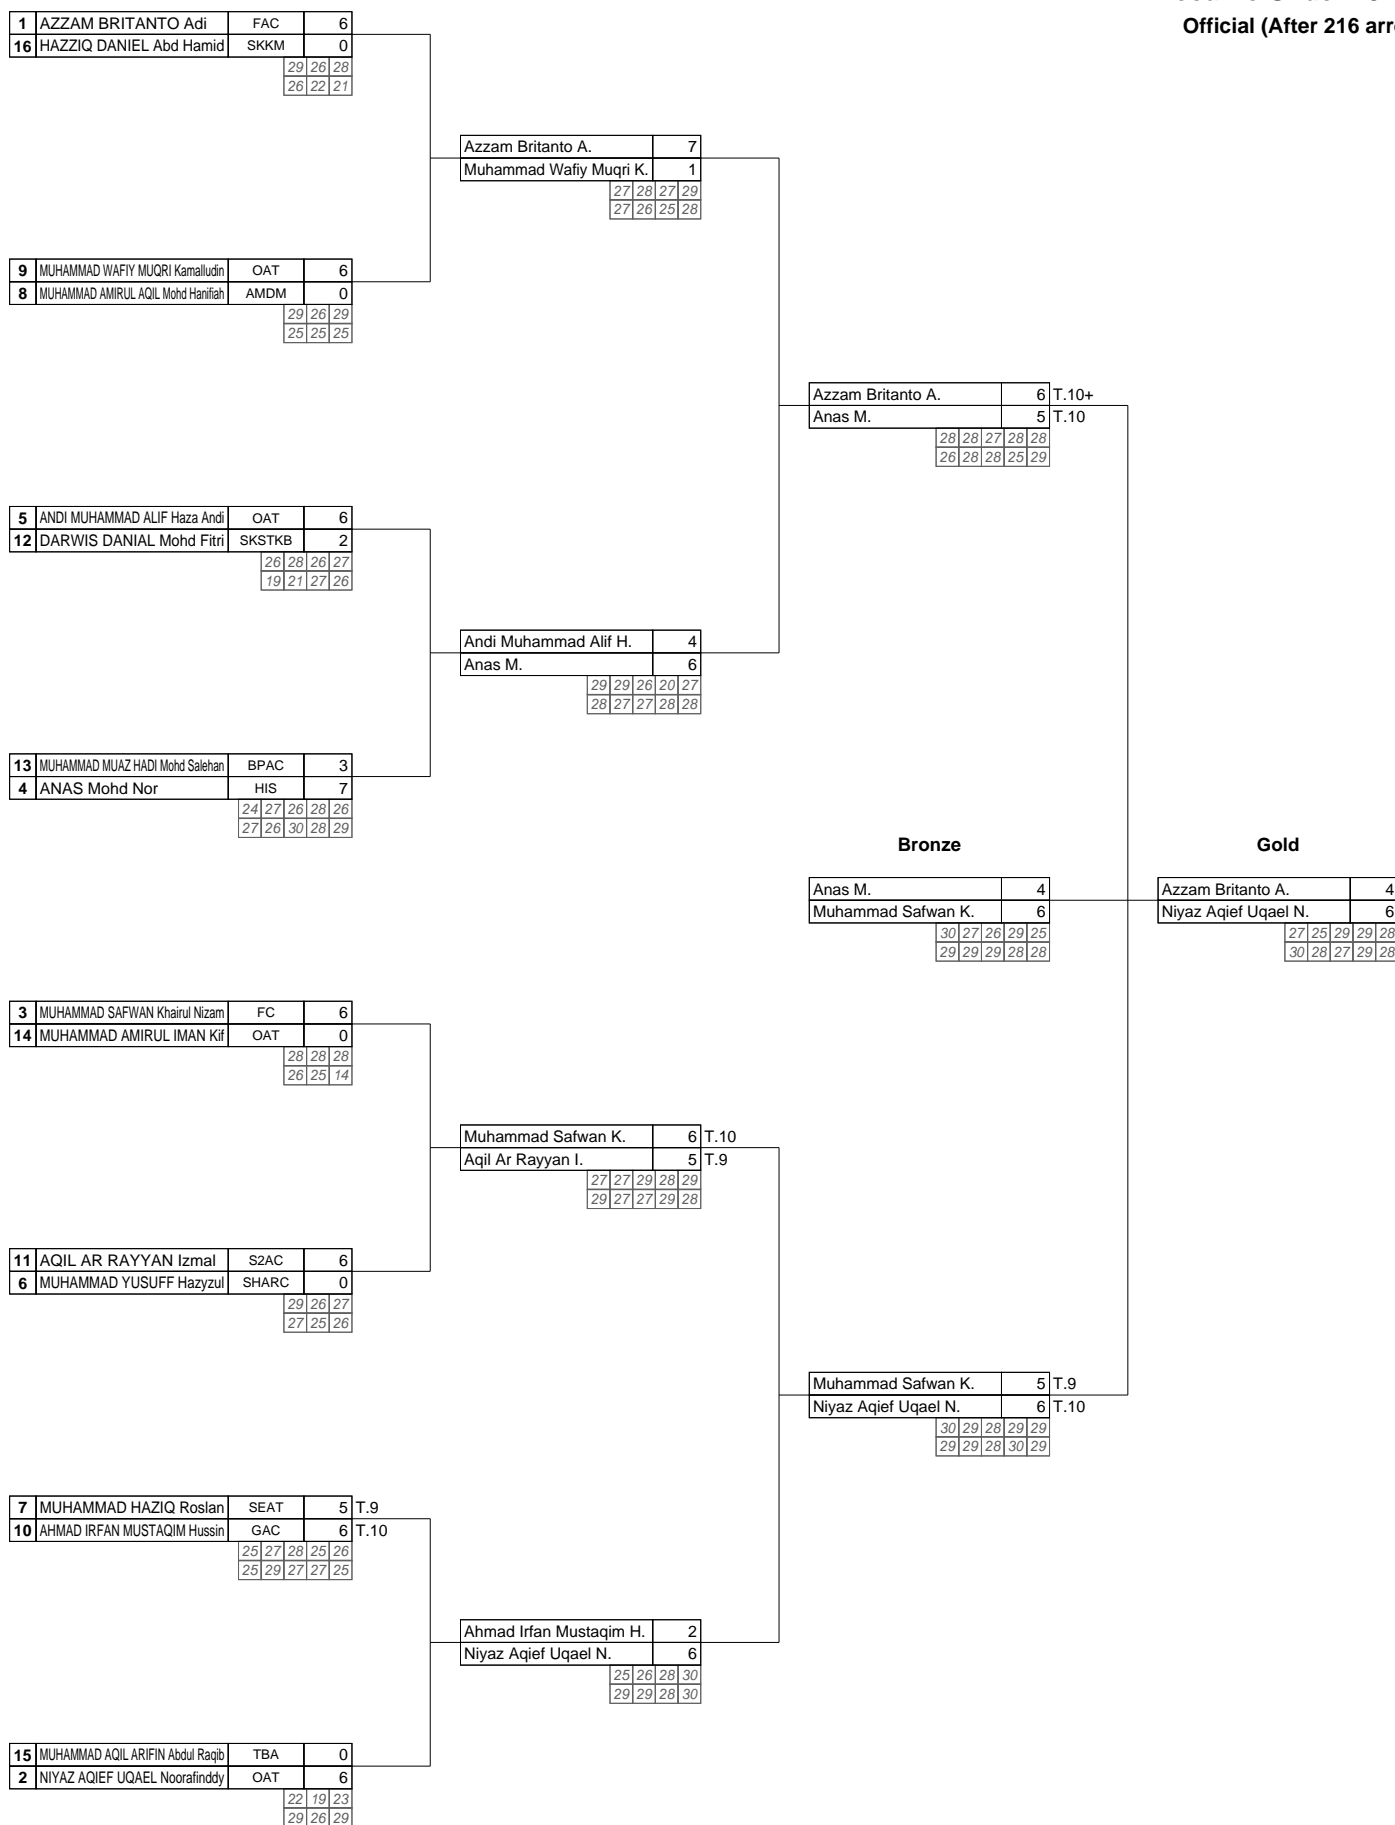 Official (After 216 arr
1 AZZAM BRITANTO Adi FAC 6
16 HAZZIQ DANIEL Abd Hamid SKKM 0
29 26 28
26 22 21
Azzam Britanto A. 7
Muhammad Wafiy Muqri K. 1
27 28 27 29
27 26 25 28
9 MUHAMMAD WAFIY MUQRI Kamalludin OAT 6
8 MUHAMMAD AMIRUL AQIL Mohd Hanifiah AMDM 0
29 26 29
25 25 25
Azzam Britanto A. 6 T.10+
Anas M. 5 T.10
28 28 27 28 28
26 28 28 25 29
5 ANDI MUHAMMAD ALIF Haza Andi OAT 6
12 DARWIS DANIAL Mohd Fitri SKSTKB 2
26 28 26 27
19 21 27 26
Andi Muhammad Alif H. 4
Anas M. 6
29 29 26 20 27
28 27 27 28 28
13 MUHAMMAD MUAZ HADI Mohd Salehan BPAC 3
4 ANAS Mohd Nor HIS 7
24 27 26 28 26
27 26 30 28 29
Bronze Gold
Anas M. 4 Azzam Britanto A. 4
Muhammad Safwan K. 6 Niyaz Aqief Uqael N. 6
30 27 26 29 25 27 25 29 29 28
29 29 29 28 28 30 28 27 29 28
3 MUHAMMAD SAFWAN Khairul Nizam FC 6
14 MUHAMMAD AMIRUL IMAN Kif OAT 0
28 28 28
26 25 14
Muhammad Safwan K. 6 T.10
Aqil Ar Rayyan I. 5 T.9
27 27 29 28 29
29 27 27 29 28
11 AQIL AR RAYYAN Izmal S2AC 6
6 MUHAMMAD YUSUFF Hazyzul SHARC 0
29 26 27
27 25 26
Muhammad Safwan K. 5 T.9
Niyaz Aqief Uqael N. 6 T.10
30 29 28 29 29
29 29 28 30 29
7 MUHAMMAD HAZIQ Roslan SEAT 5 T.9
10 AHMAD IRFAN MUSTAQIM Hussin GAC 6 T.10
25 27 28 25 26
25 29 27 27 25
Ahmad Irfan Mustaqim H. 2
Niyaz Aqief Uqael N. 6
25 26 28 30
29 29 28 30
15 MUHAMMAD AQIL ARIFIN Abdul Raqib TBA 0
2 NIYAZ AQIEF UQAEL Noorafinddy OAT 6
22 19 23
29 26 29